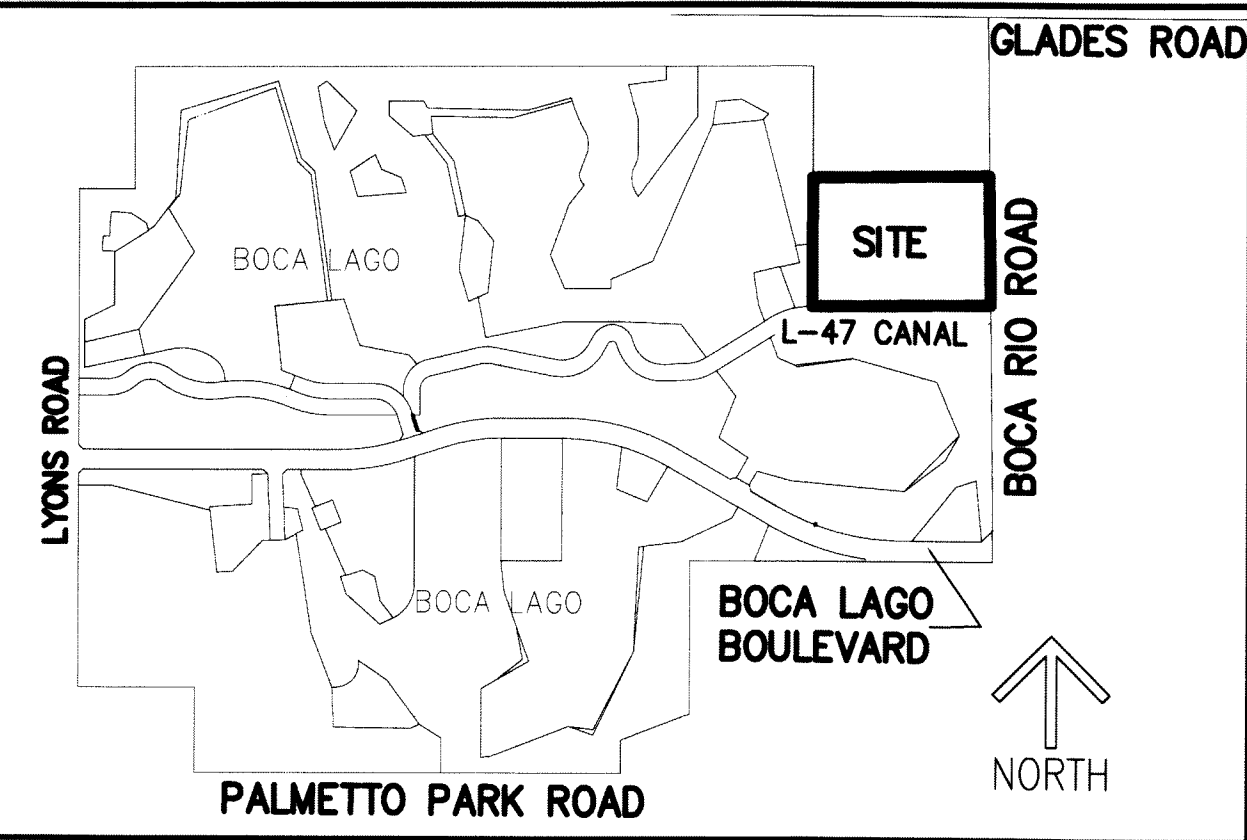 GLADES ROAD
SITE
BOCA RIO ROAD
BOCA LAGO
L-47 CANAL
LYONS ROAD
BOCA LAGO
BOCA LAGO
BOULEVARD
NORTH
PALMETTO PARK ROAD